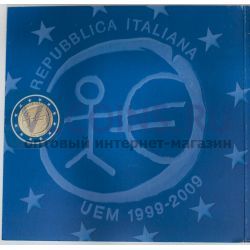 REPUBBLICA ITALIANA
оптовый интернет-магазин
UEM 1999-2009